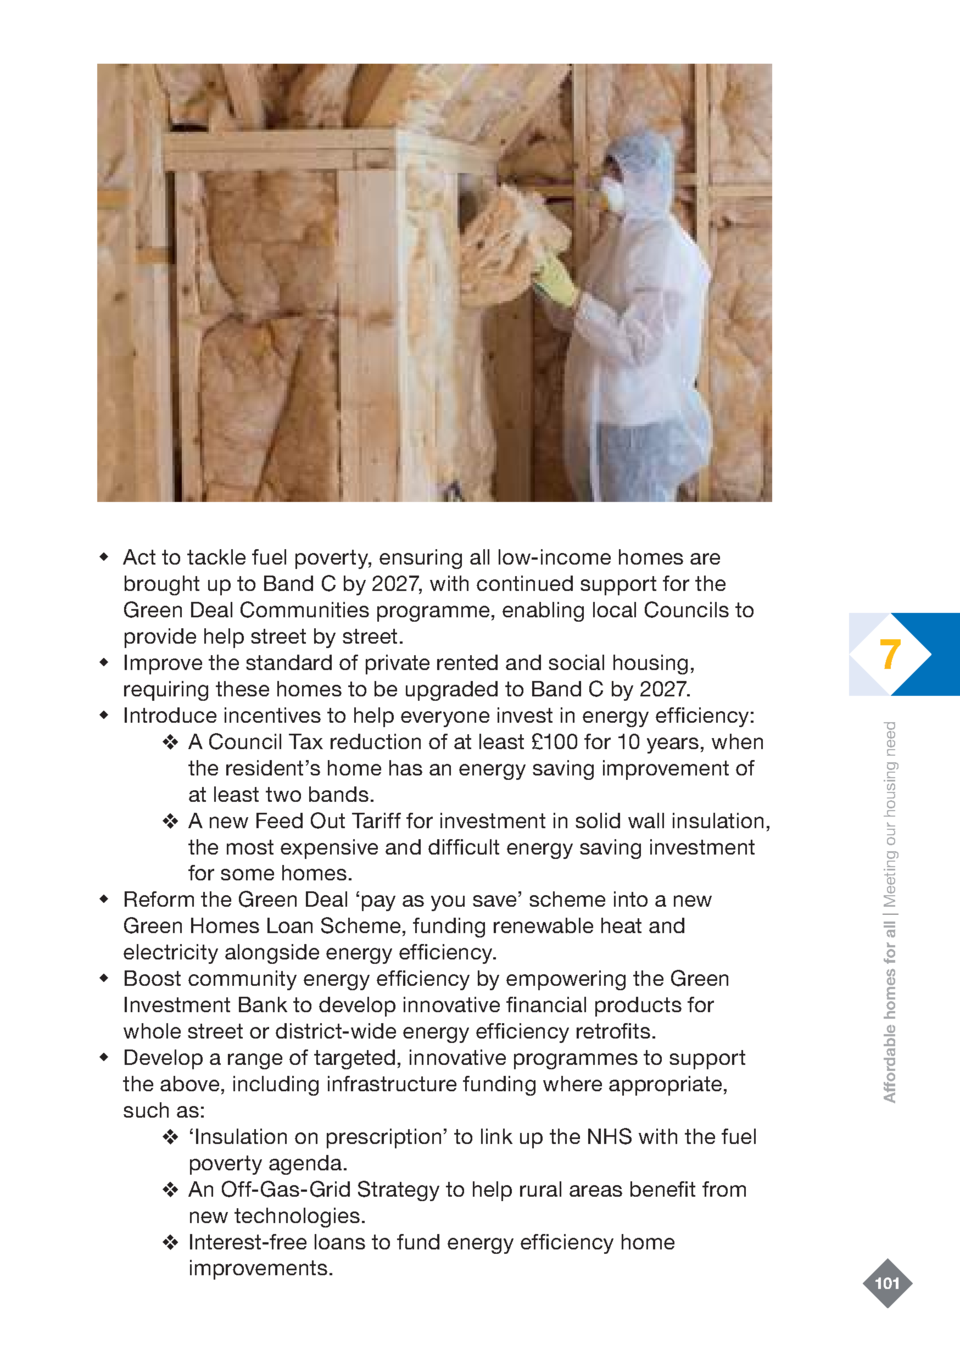 ◆ Act to tackle fuel poverty, ensuring all low-income homes are
brought up to Band C by 2027, with continued support for the
Green Deal Communities programme, enabling local Councils to
provide help street by street.
◆ Improve the standard of private rented and social housing,
requiring these homes to be upgraded to Band C by 2027.
◆ Introduce incentives to help everyone invest in energy efficiency:
❖ A Council Tax reduction of at least £100 for 10 years, when
the resident’s home has an energy saving improvement of
at least two bands.
❖ A new Feed Out Tariff for investment in solid wall insulation,
the most expensive and difficult energy saving investment
for some homes.
◆ Reform the Green Deal ‘pay as you save’ scheme into a new
Green Homes Loan Scheme, funding renewable heat and
electricity alongside energy efficiency.
◆ Boost community energy efficiency by empowering the Green
Investment Bank to develop innovative financial products for
whole street or district-wide energy efficiency retrofits.
◆ Develop a range of targeted, innovative programmes to support
the above, including infrastructure funding where appropriate,
such as:
❖ ‘Insulation on prescription’ to link up the NHS with the fuel
poverty agenda.
❖ An Off-Gas-Grid Strategy to help rural areas benefit from
new technologies.
❖ Interest-free loans to fund energy efficiency home
improvements.
7
Affordable homes for all | Meeting our housing need
101